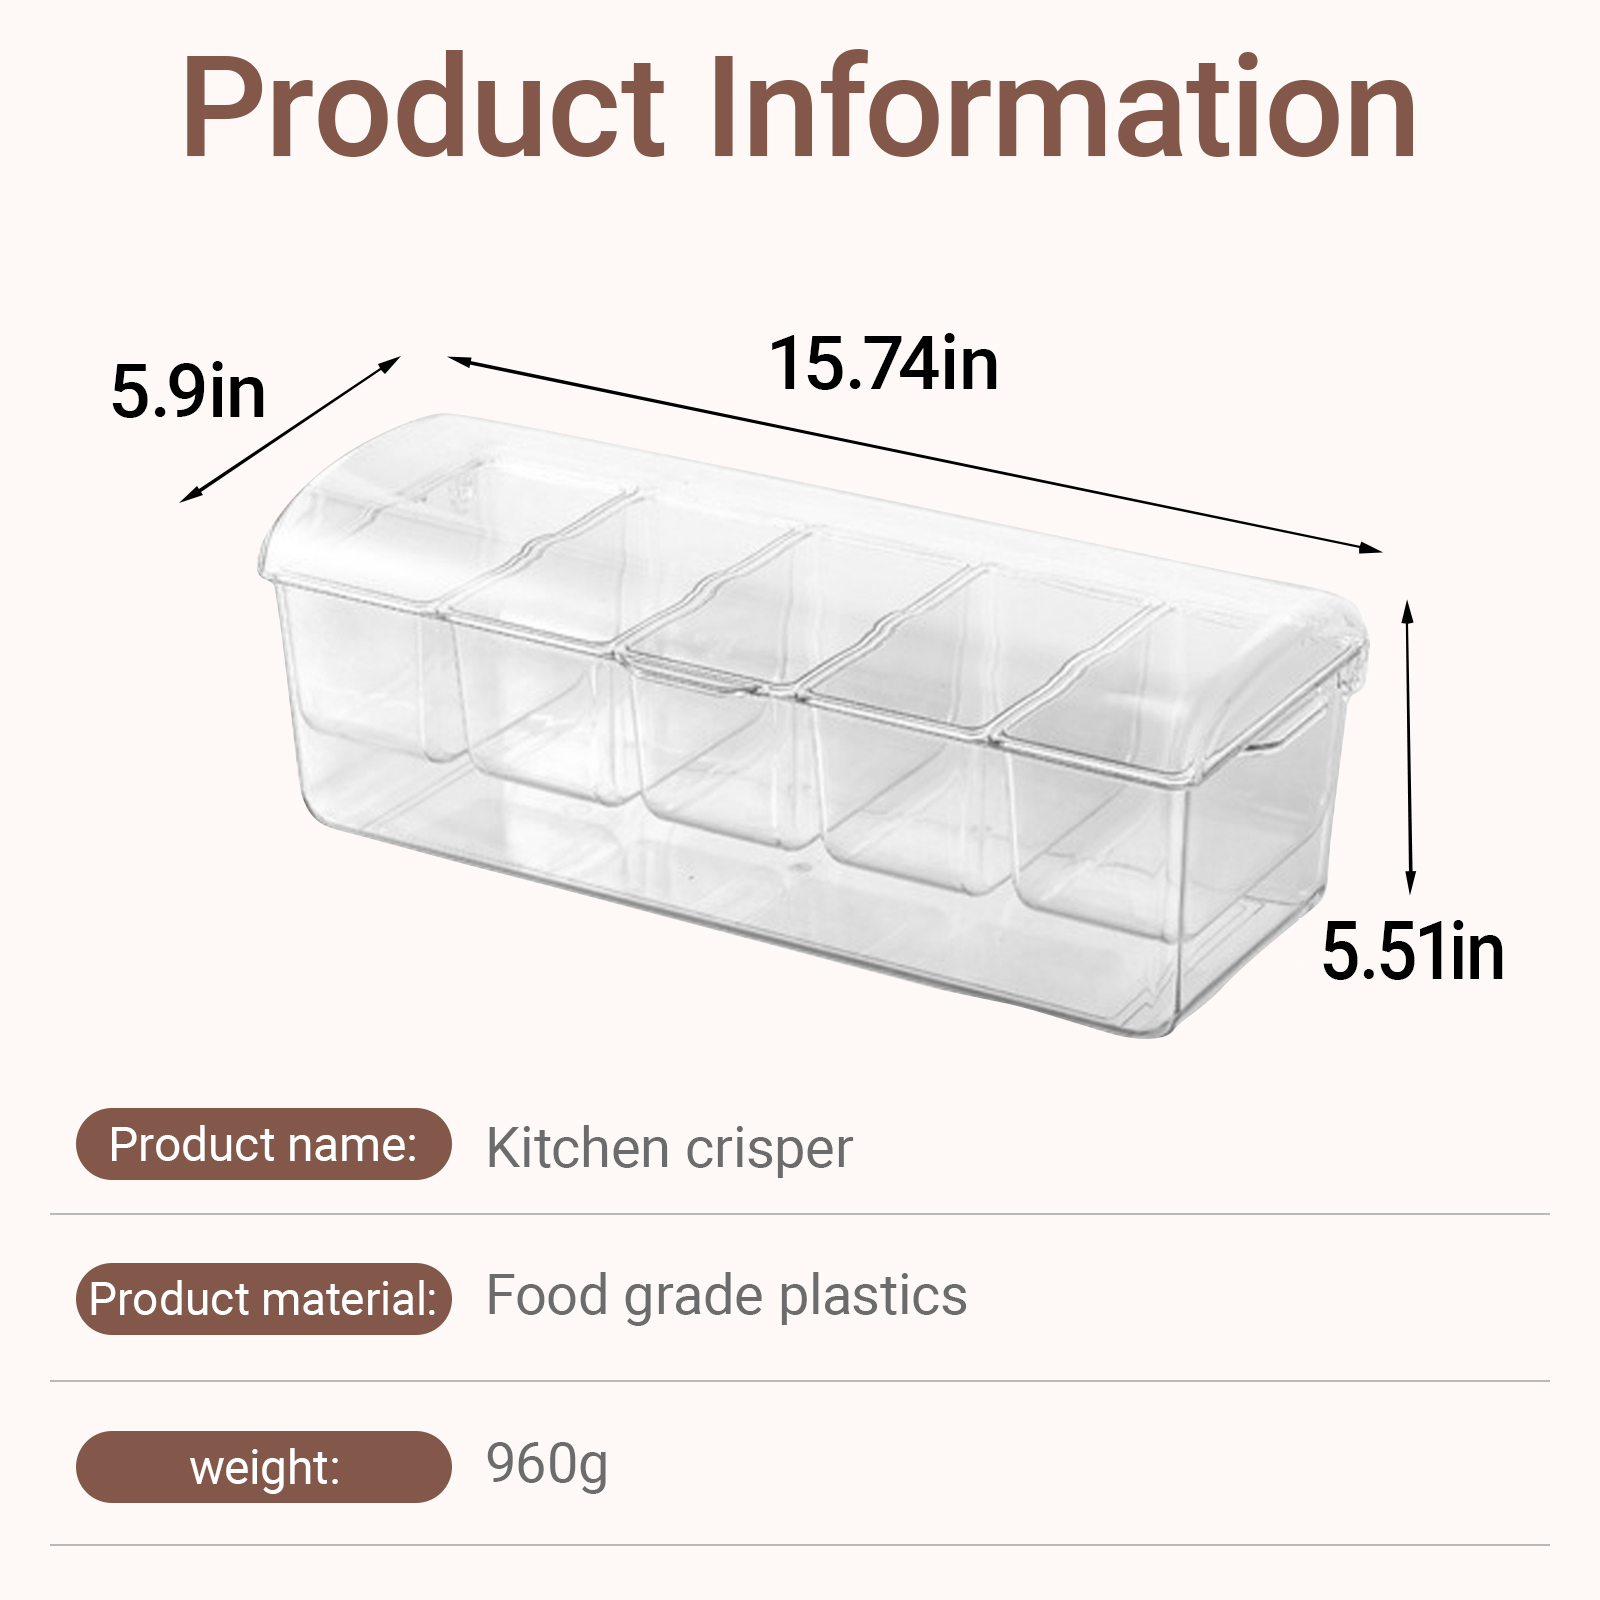 Product Information
5.9in
15.74in
5.51in
Product name: Kitchen crisper
Product material: Food grade plastics
weight: 960g